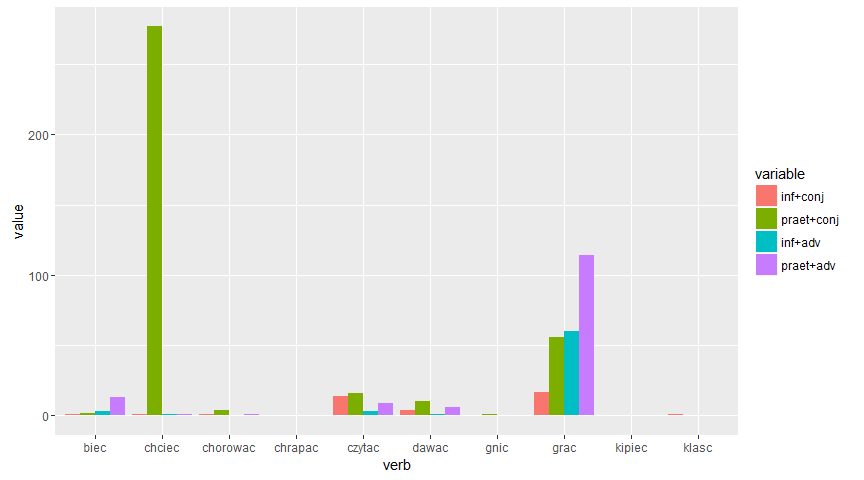 value
200
100
0
biec chciec chorowac chrapac czytac dawac gnic grac kipiec klasc
verb
variable
inf+conj
praet+conj
inf+adv
praet+adv